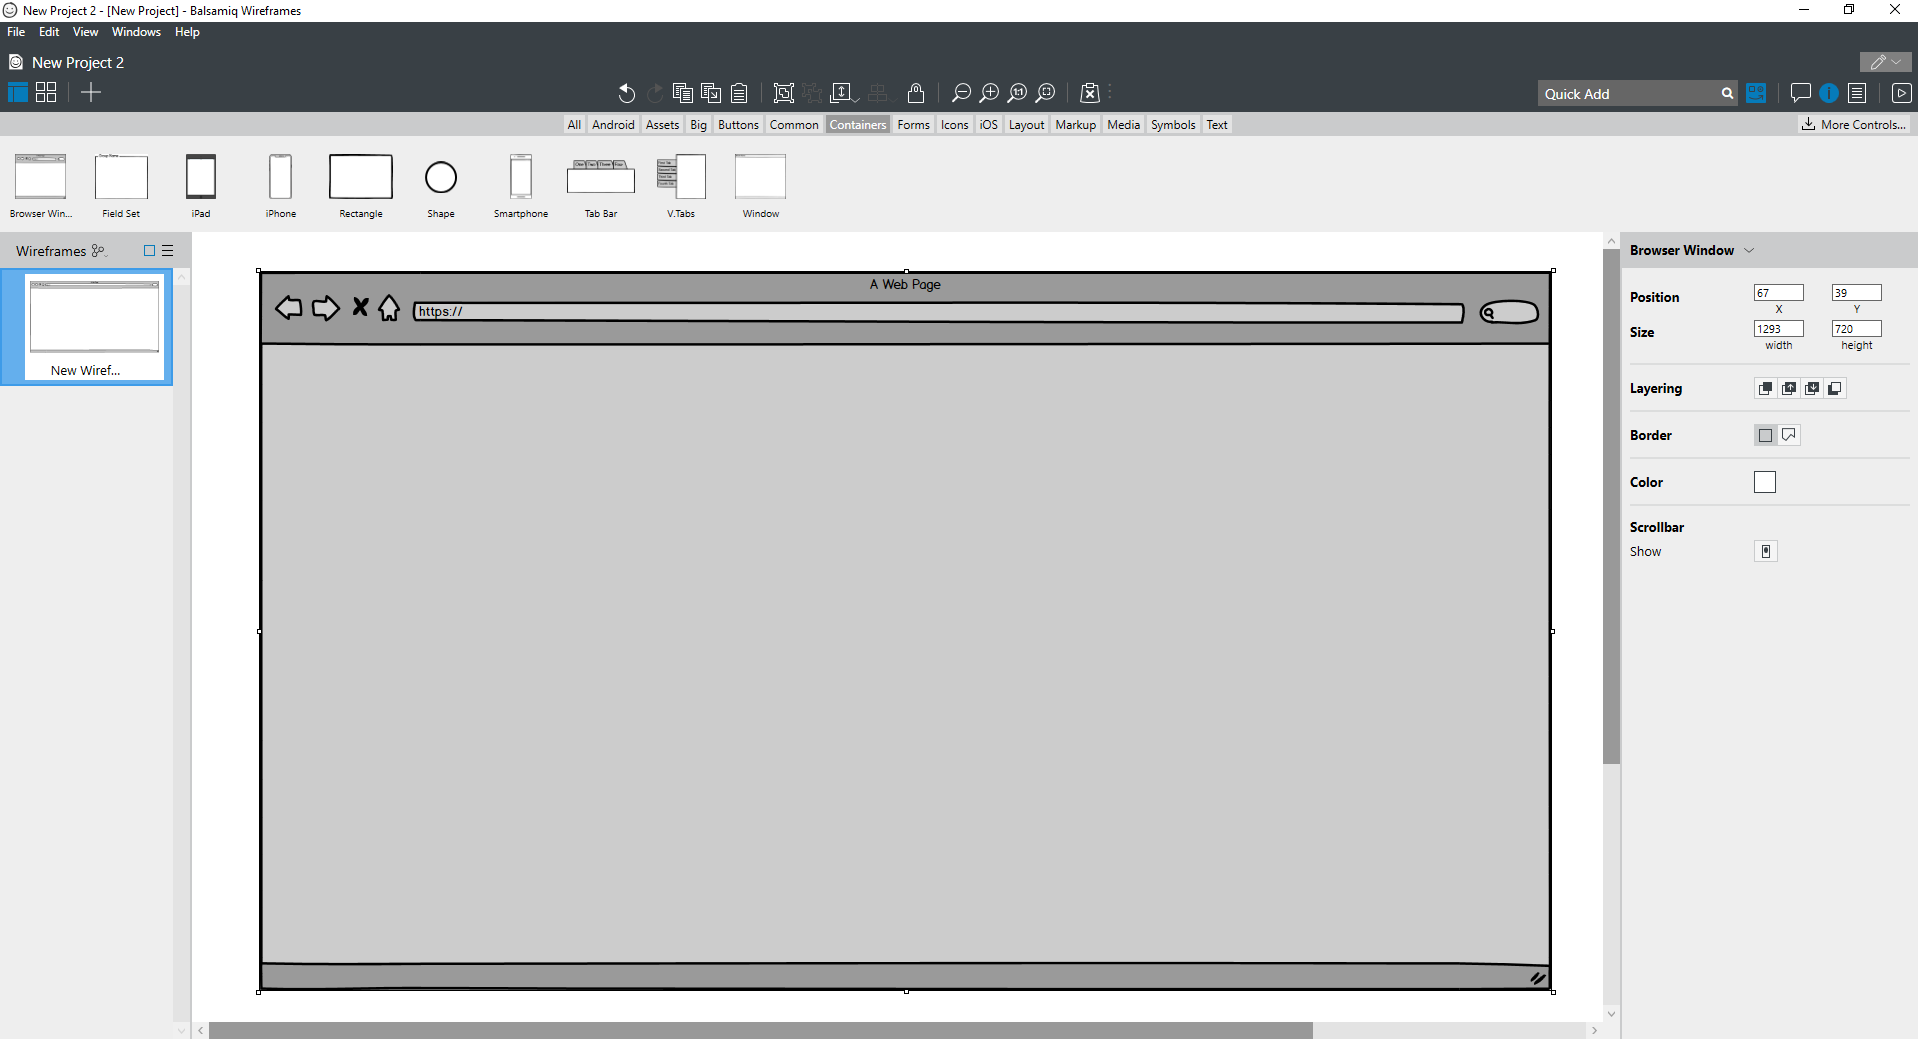 New Project 2 - [New Project] - Balsamiq Wireframes
File Edit View Windows Help
New Project 2
1:1
Quick Add
All Android Assets Big Buttons Common Containers Forms Icons iOS Layout Markup Media Symbols Text
More Controls...
Browser Win... Field Set iPad iPhone Rectangle Shape Smartphone Tab Bar V.Tabs Window
Wireframes
New Wiref...
A Web Page
https://
Browser Window
Position 67 39
X Y
Size 1293 720
width height
Layering
Border
Color
Scrollbar
Show